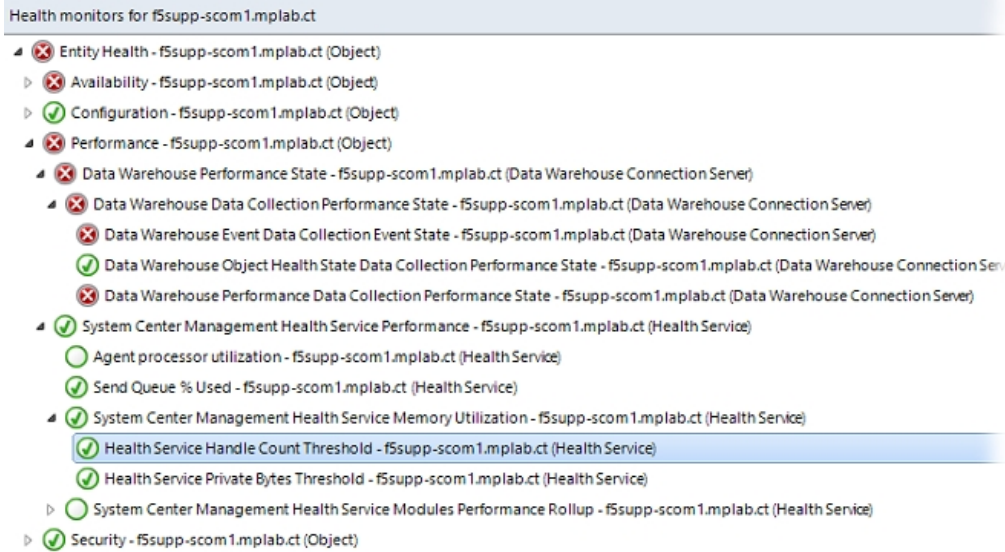 Health monitors for f5supp-scom1.mplab.ct
Entity Health - f5supp-scom1.mplab.ct (Object)
Availability - f5supp-scom1.mplab.ct (Object)
Configuration - f5supp-scom1.mplab.ct (Object)
Performance - f5supp-scom1.mplab.ct (Object)
Data Warehouse Performance State - f5supp-scom1.mplab.ct (Data Warehouse Connection Server)
Data Warehouse Data Collection Performance State - f5supp-scom1.mplab.ct (Data Warehouse Connection Server)
Data Warehouse Event Data Collection Event State - f5supp-scom1.mplab.ct (Data Warehouse Connection Server)
Data Warehouse Object Health State Data Collection Performance State - f5supp-scom1.mplab.ct (Data Warehouse Connection Ser
Data Warehouse Performance Data Collection Performance State - f5supp-scom1.mplab.ct (Data Warehouse Connection Server)
System Center Management Health Service Performance - f5supp-scom1.mplab.ct (Health Service)
Agent processor utilization - f5supp-scom1.mplab.ct (Health Service)
Send Queue % Used - f5supp-scom1.mplab.ct (Health Service)
System Center Management Health Service Memory Utilization - f5supp-scom1.mplab.ct (Health Service)
Health Service Handle Count Threshold - f5supp-scom1.mplab.ct (Health Service)
Health Service Private Bytes Threshold - f5supp-scom1.mplab.ct (Health Service)
System Center Management Health Service Modules Performance Rollup - f5supp-scom1.mplab.ct (Health Service)
Security - f5supp-scom1.mplab.ct (Object)